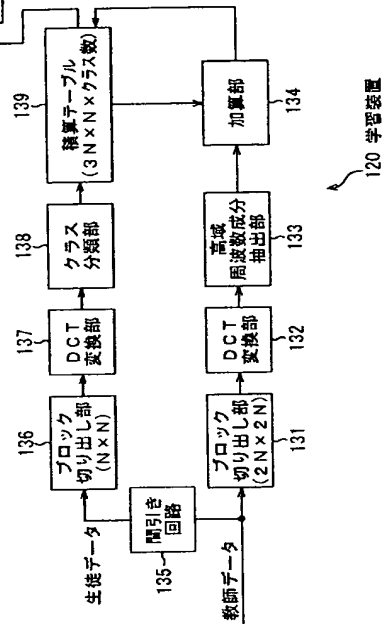 教師データ
間引き
回路
135
生徒データ
ブロック
切り出し部
(N×N)
136
DCT
変換部
137
クラス
分類部
138
積算テーブル
(3N×N×クラス数)
139
ブロック
切り出し部
(2N×2N)
131
DCT
変換部
132
高域
周波数成分
抽出部
133
加算部
134
120 学習装置